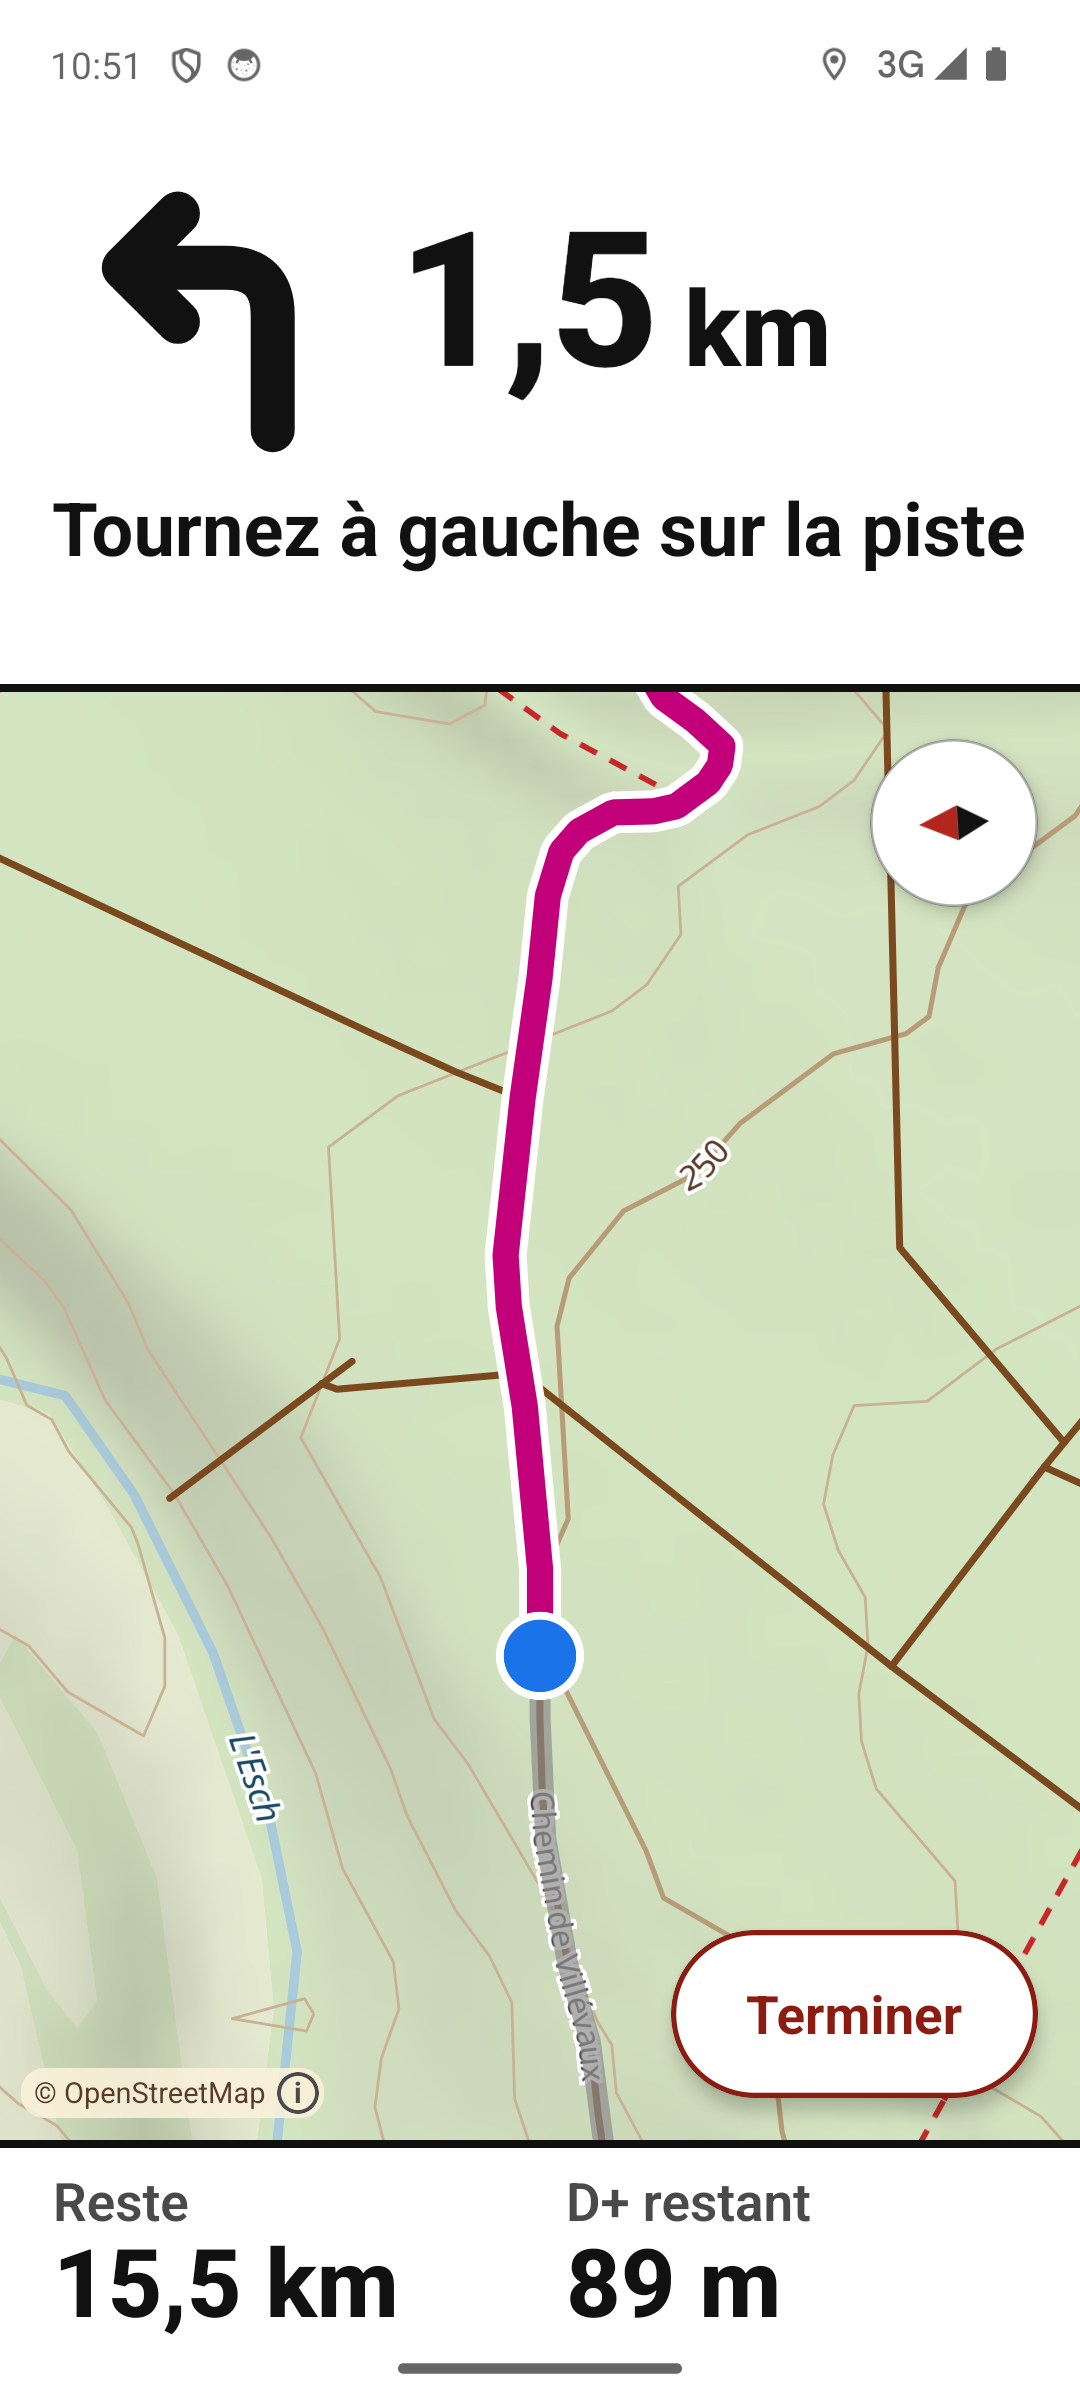 10:51
3G
1,5 km
Tournez à gauche sur la piste
250
L'Esch
Chemin de Villevaux
Terminer
© OpenStreetMap i
Reste
15,5 km
D+ restant
89 m